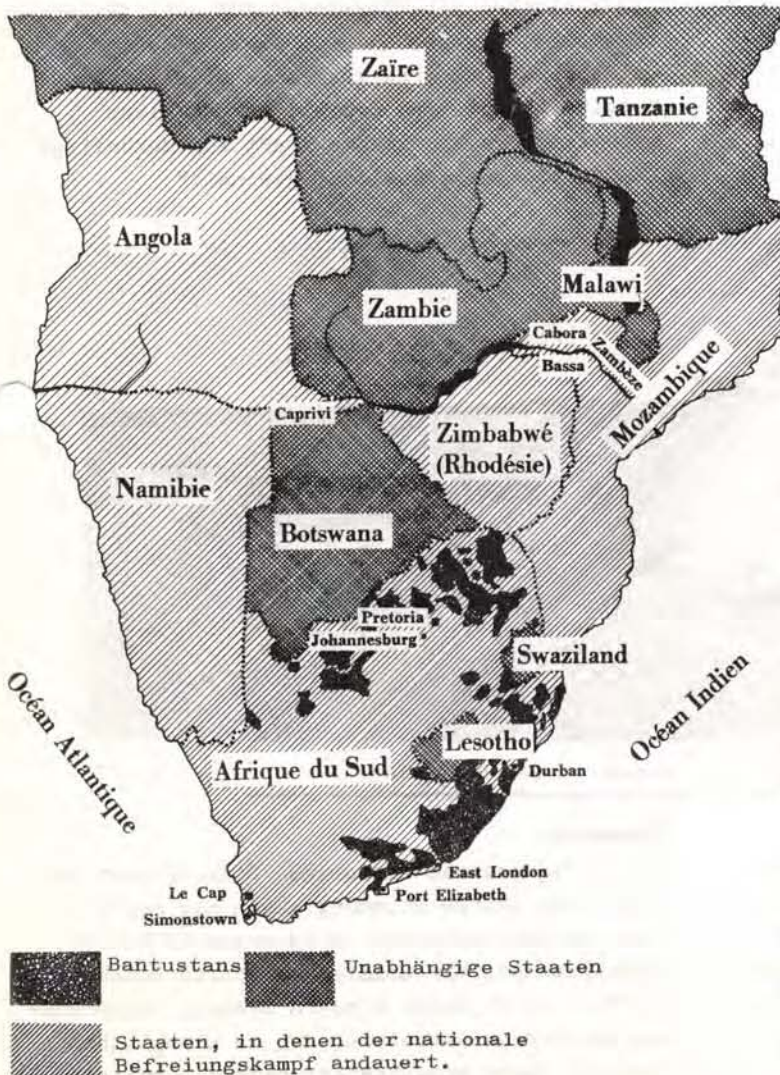 Zaïre
Tanzanie
Angola
Malawi
Zambie
Cabora
Bassa
Zambèze
Mozambique
Caprivi
Zimbabwé
(Rhodésie)
Namibie
Botswana
Pretoria
Johannesburg
Swaziland
Océan Atlantique
Océan Indien
Lesotho
Afrique du Sud
Durban
East London
Le Cap
Port Elizabeth
Simonstown
Bantustans
Unabhängige Staaten
Staaten, in denen der nationale
Befreiungskampf andauert.